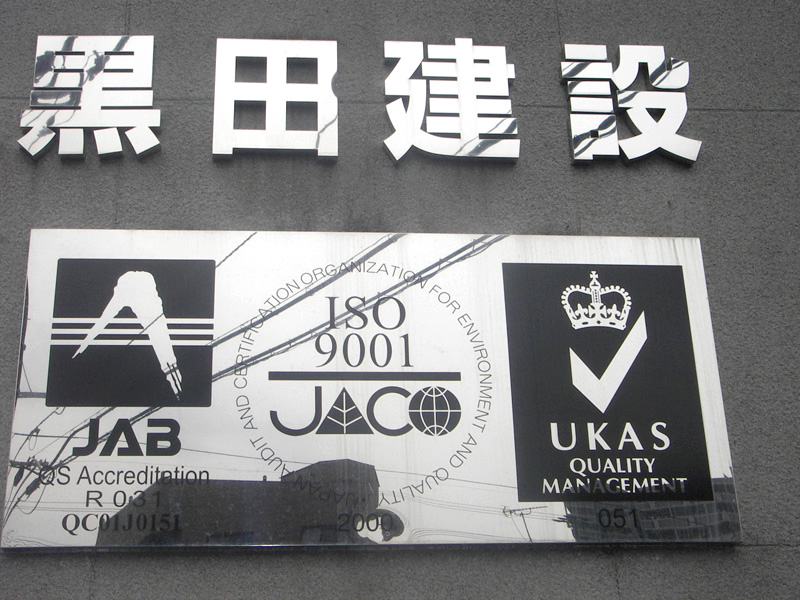 黒田建設
JAB
QS Accreditation
R 031
QC01J0151
JAPAN AUDIT AND CERTIFICATION ORGANIZATION FOR ENVIRONMENT AND QUALITY
ISO
9001
JACO
2000
UKAS
QUALITY
MANAGEMENT
051